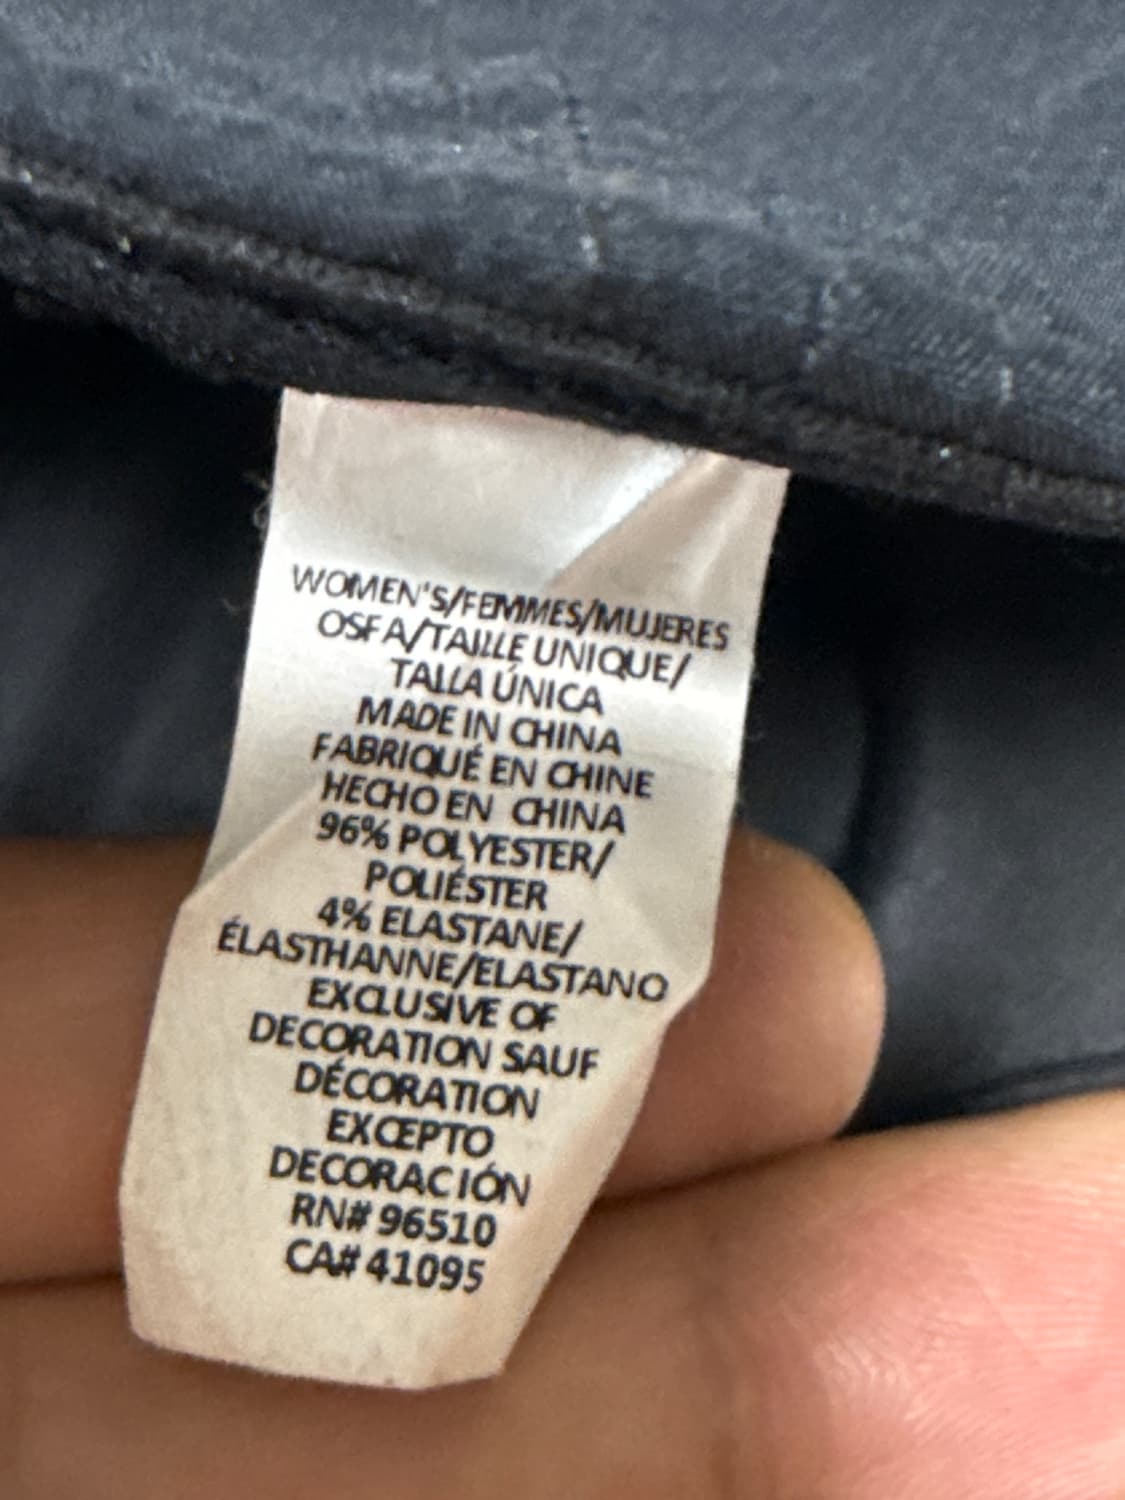 WOMEN'S/FEMMES/MUJERES
OSFA/TAILLE UNIQUE/
TALLA ÚNICA
MADE IN CHINA
FABRIQUÉ EN CHINE
HECHO EN CHINA
96% POLYESTER/
POLIÉSTER
4% ELASTANE/
ÉLASTHANNE/ELASTANO
EXCLUSIVE OF
DECORATION SAUF
DÉCORATION
EXCEPTO
DECORACIÓN
RN# 96510
CA# 41095